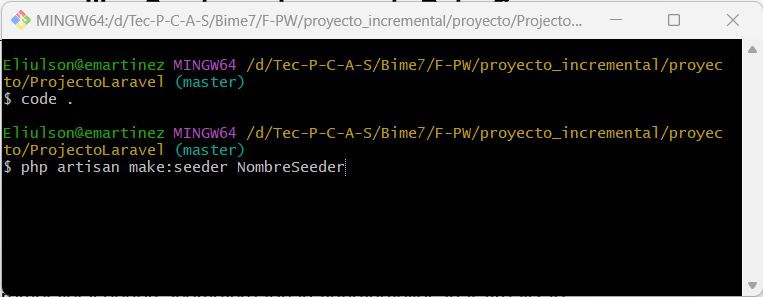 MINGW64:/d/Tec-P-C-A-S/Bime7/F-PW/proyecto_incremental/proyecto/Projecto...
Eliulson@emartinez MINGW64 /d/Tec-P-C-A-S/Bime7/F-PW/proyecto_incremental/proyec
to/ProjectoLaravel (master)
$ code .
Eliulson@emartinez MINGW64 /d/Tec-P-C-A-S/Bime7/F-PW/proyecto_incremental/proyec
to/ProjectoLaravel (master)
$ php artisan make:seeder NombreSeeder